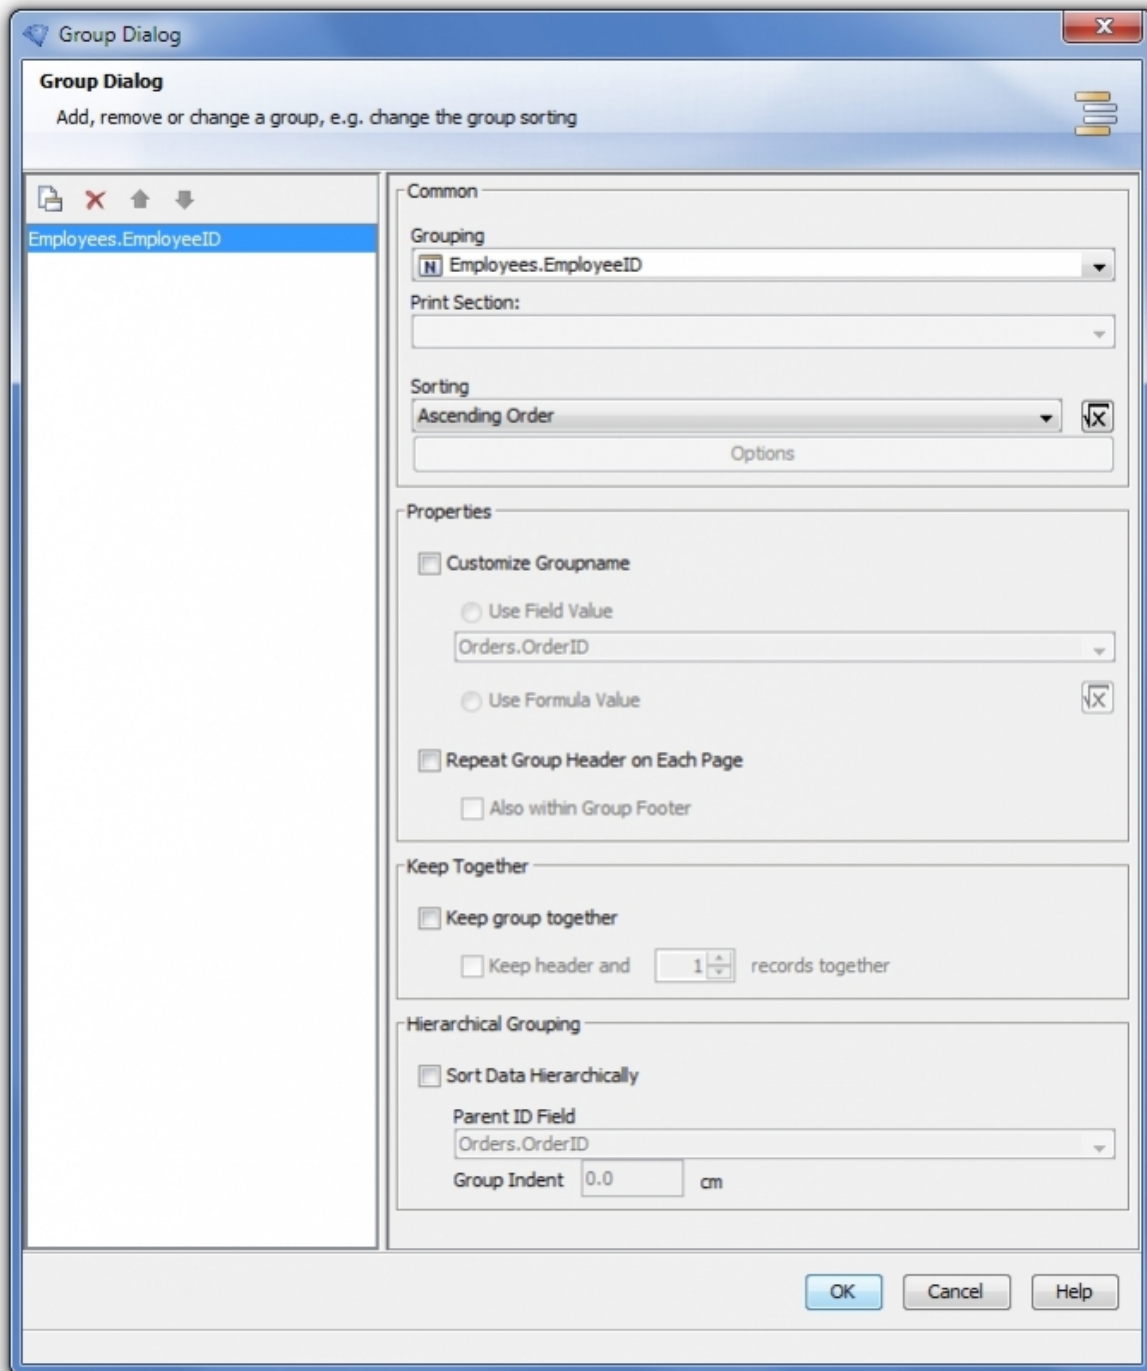 Group Dialog
Group Dialog
Add, remove or change a group, e.g. change the group sorting
Employees.EmployeeID
Common
Grouping
N Employees.EmployeeID
Print Section:
Sorting
Ascending Order
√x
Options
Properties
Customize Groupname
Use Field Value
Orders.OrderID
Use Formula Value
√x
Repeat Group Header on Each Page
Also within Group Footer
Keep Together
Keep group together
Keep header and 1 records together
Hierarchical Grouping
Sort Data Hierarchically
Parent ID Field
Orders.OrderID
Group Indent 0.0 cm
OK Cancel Help